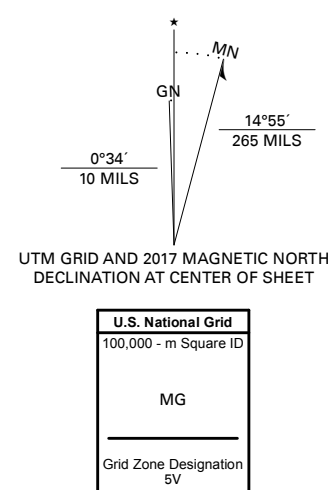 MN
GN
14°55´
265 MILS
0°34´
10 MILS
UTM GRID AND 2017 MAGNETIC NORTH
DECLINATION AT CENTER OF SHEET
U.S. National Grid
100,000 - m Square ID
MG
Grid Zone Designation
5V